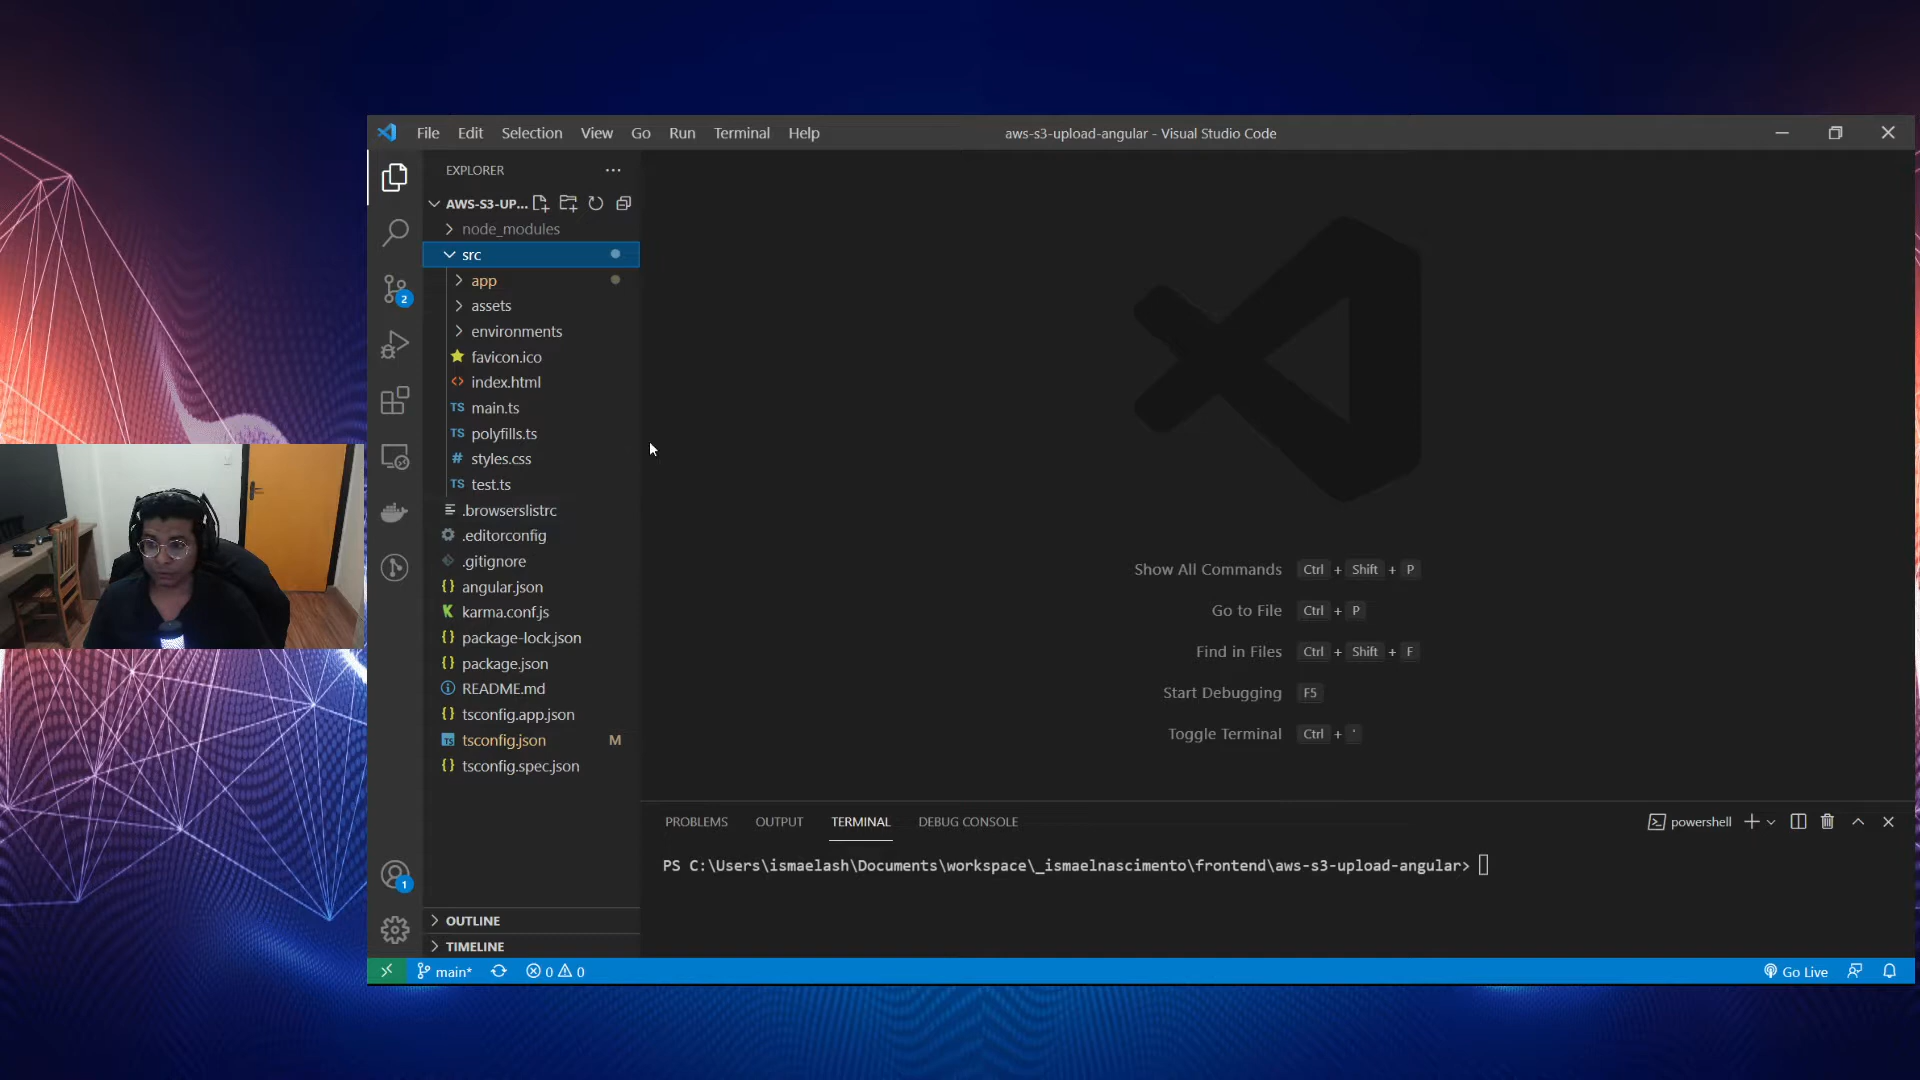 File Edit Selection View Go Run Terminal Help
aws-s3-upload-angular - Visual Studio Code
EXPLORER
AWS-S3-UP...
node_modules
src
app
assets
environments
favicon.ico
<> index.html
TS main.ts
TS polyfills.ts
# styles.css
TS test.ts
.browserslistrc
.editorconfig
.gitignore
{} angular.json
K karma.conf.js
{} package-lock.json
{} package.json
README.md
{} tsconfig.app.json
TS tsconfig.json M
{} tsconfig.spec.json
OUTLINE
TIMELINE
2
1
Show All Commands Ctrl + Shift + P
Go to File Ctrl + P
Find in Files Ctrl + Shift + F
Start Debugging F5
Toggle Terminal Ctrl + '
PROBLEMS OUTPUT TERMINAL DEBUG CONSOLE
powershell
PS C:\Users\ismaelash\Documents\workspace\_ismaelnascimento\frontend\aws-s3-upload-angular>
main* 0 0
Go Live